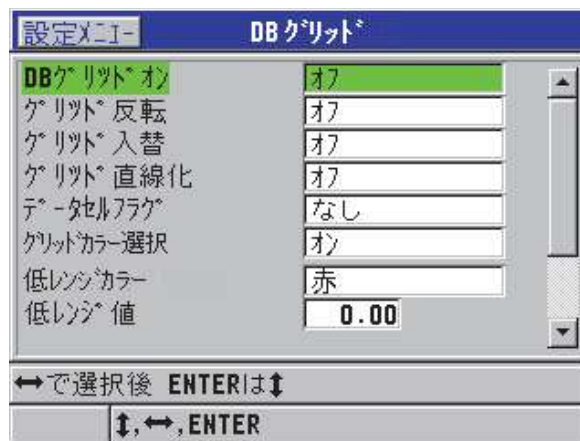 設定ﾒﾆｭｰ DB ｸﾞﾘｯﾄﾞ
DBｸﾞﾘｯﾄﾞｵﾝ ｵﾌ
ｸﾞﾘｯﾄﾞ反転 ｵﾌ
ｸﾞﾘｯﾄﾞ入替 ｵﾌ
ｸﾞﾘｯﾄﾞ直線化 ｵﾌ
ﾃﾞｰﾀｾﾙﾌﾗｸﾞ なし
ｸﾞﾘｯﾄﾞｶﾗｰ選択 ｵﾝ
低ﾚﾝｼﾞｶﾗｰ 赤
低ﾚﾝｼﾞ値 0.00
↔で選択後 ENTERは↕
↕,↔,ENTER